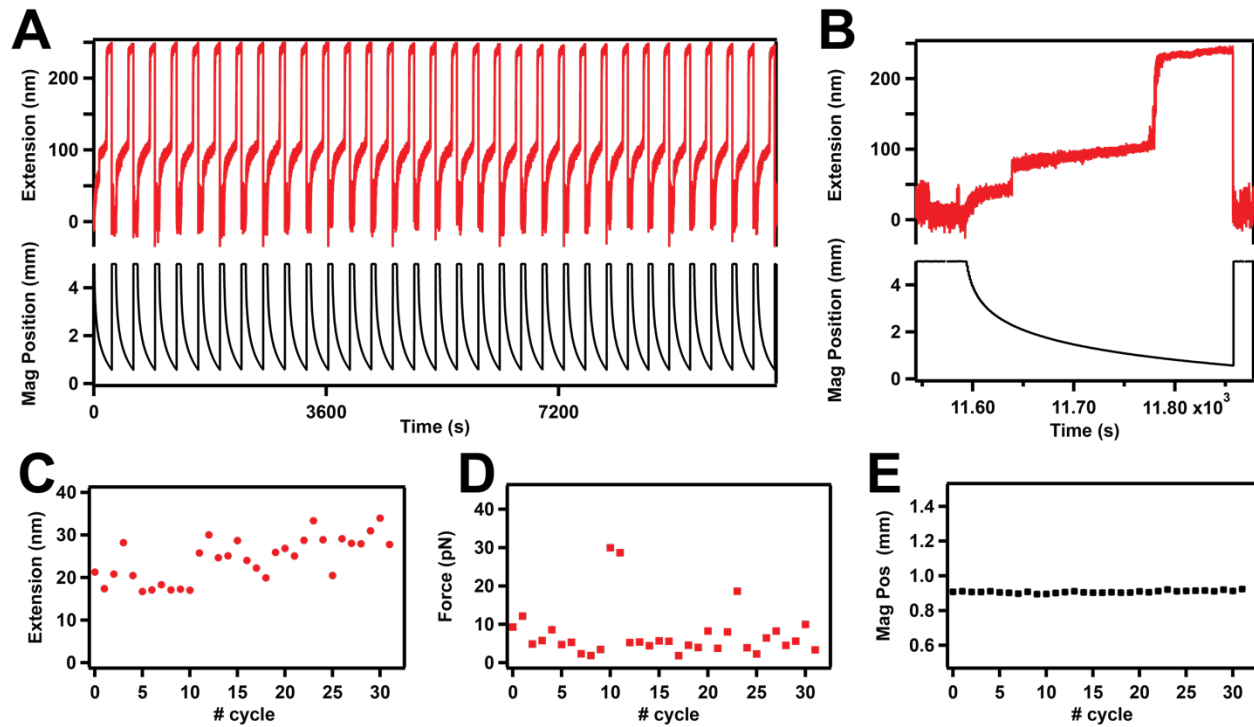 A
Extension (nm)
200
100
0
Mag Position (mm)
4
2
0
0 3600 7200
Time (s)
B
Extension (nm)
200
100
0
Mag Position (mm)
4
2
0
11.60 11.70 11.80 x10³
Time (s)
C
Extension (nm)
40
30
20
10
0
0 5 10 15 20 25 30
# cycle
D
Force (pN)
40
30
20
10
0
0 5 10 15 20 25 30
# cycle
E
Mag Pos (mm)
1.4
1.2
1.0
0.8
0.6
0 5 10 15 20 25 30
# cycle